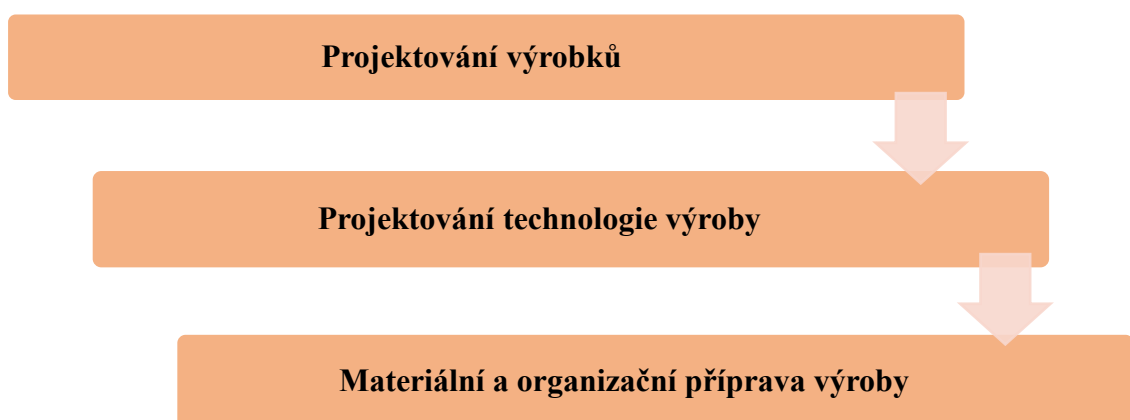 Projektování výrobků
Projektování technologie výroby
Materiální a organizační příprava výroby